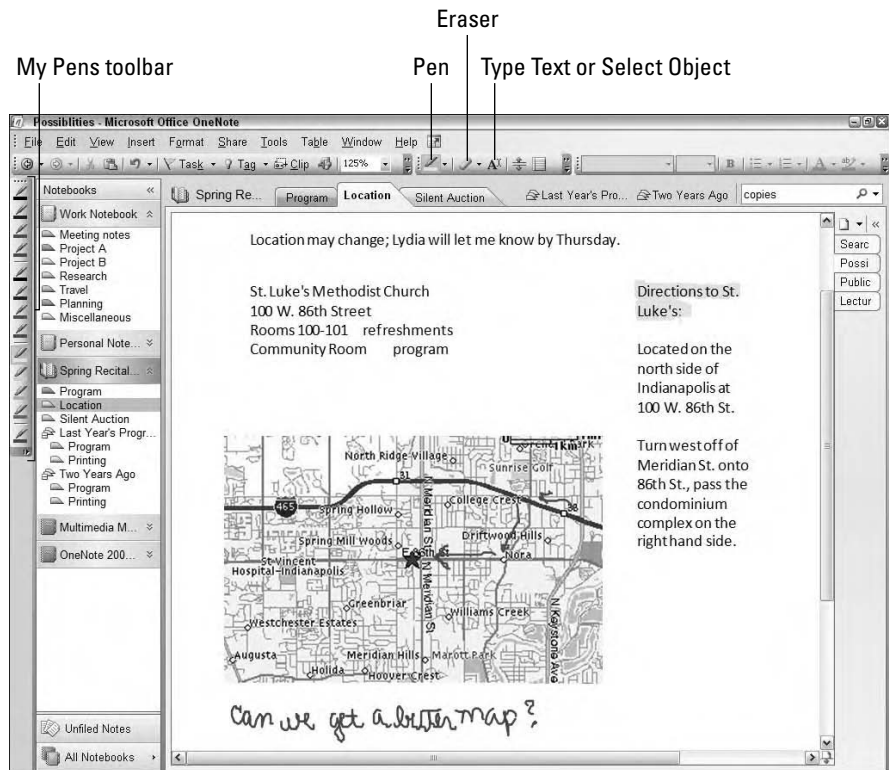 Eraser
My Pens toolbar
Pen
Type Text or Select Object
Possiblities - Microsoft Office OneNote
File Edit View Insert Format Share Tools Table Window Help
Task Tag Clip 125% A B A
Notebooks
Spring Re... Program Location Silent Auction Last Year's Pro... Two Years Ago copies
Work Notebook
Meeting notes
Project A
Project B
Research
Travel
Planning
Miscellaneous
Personal Note...
Spring Recital...
Program
Location
Silent Auction
Last Year's Progr...
Program
Printing
Two Years Ago
Program
Printing
Multimedia M...
OneNote 200...
Unfiled Notes
All Notebooks
Location may change; Lydia will let me know by Thursday.
St. Luke's Methodist Church
100 W. 86th Street
Rooms 100-101 refreshments
Community Room program
Directions to St.
Luke's:
Located on the
north side of
Indianapolis at
100 W. 86th St.
Turn west off of
Meridian St. onto
86th St., pass the
condominium
complex on the
right hand side.
North Ridge Village
1km
Park
Sunrise Golf
31
465
Spring Hollow
N Meridian St
College Crest
33
Spring Mill Woods
Driftwood Hills
E 86th St
Nora
St Vincent
Hospital-Indianapolis
N Meridian St
Greenbriar
Williams Creek
Westchester Estates
N Keystone Ave
Augusta
Meridian Hills
Marott Park
Holida
Hoover Crest
Can we get a better map?
Searc
Possi
Public
Lectur